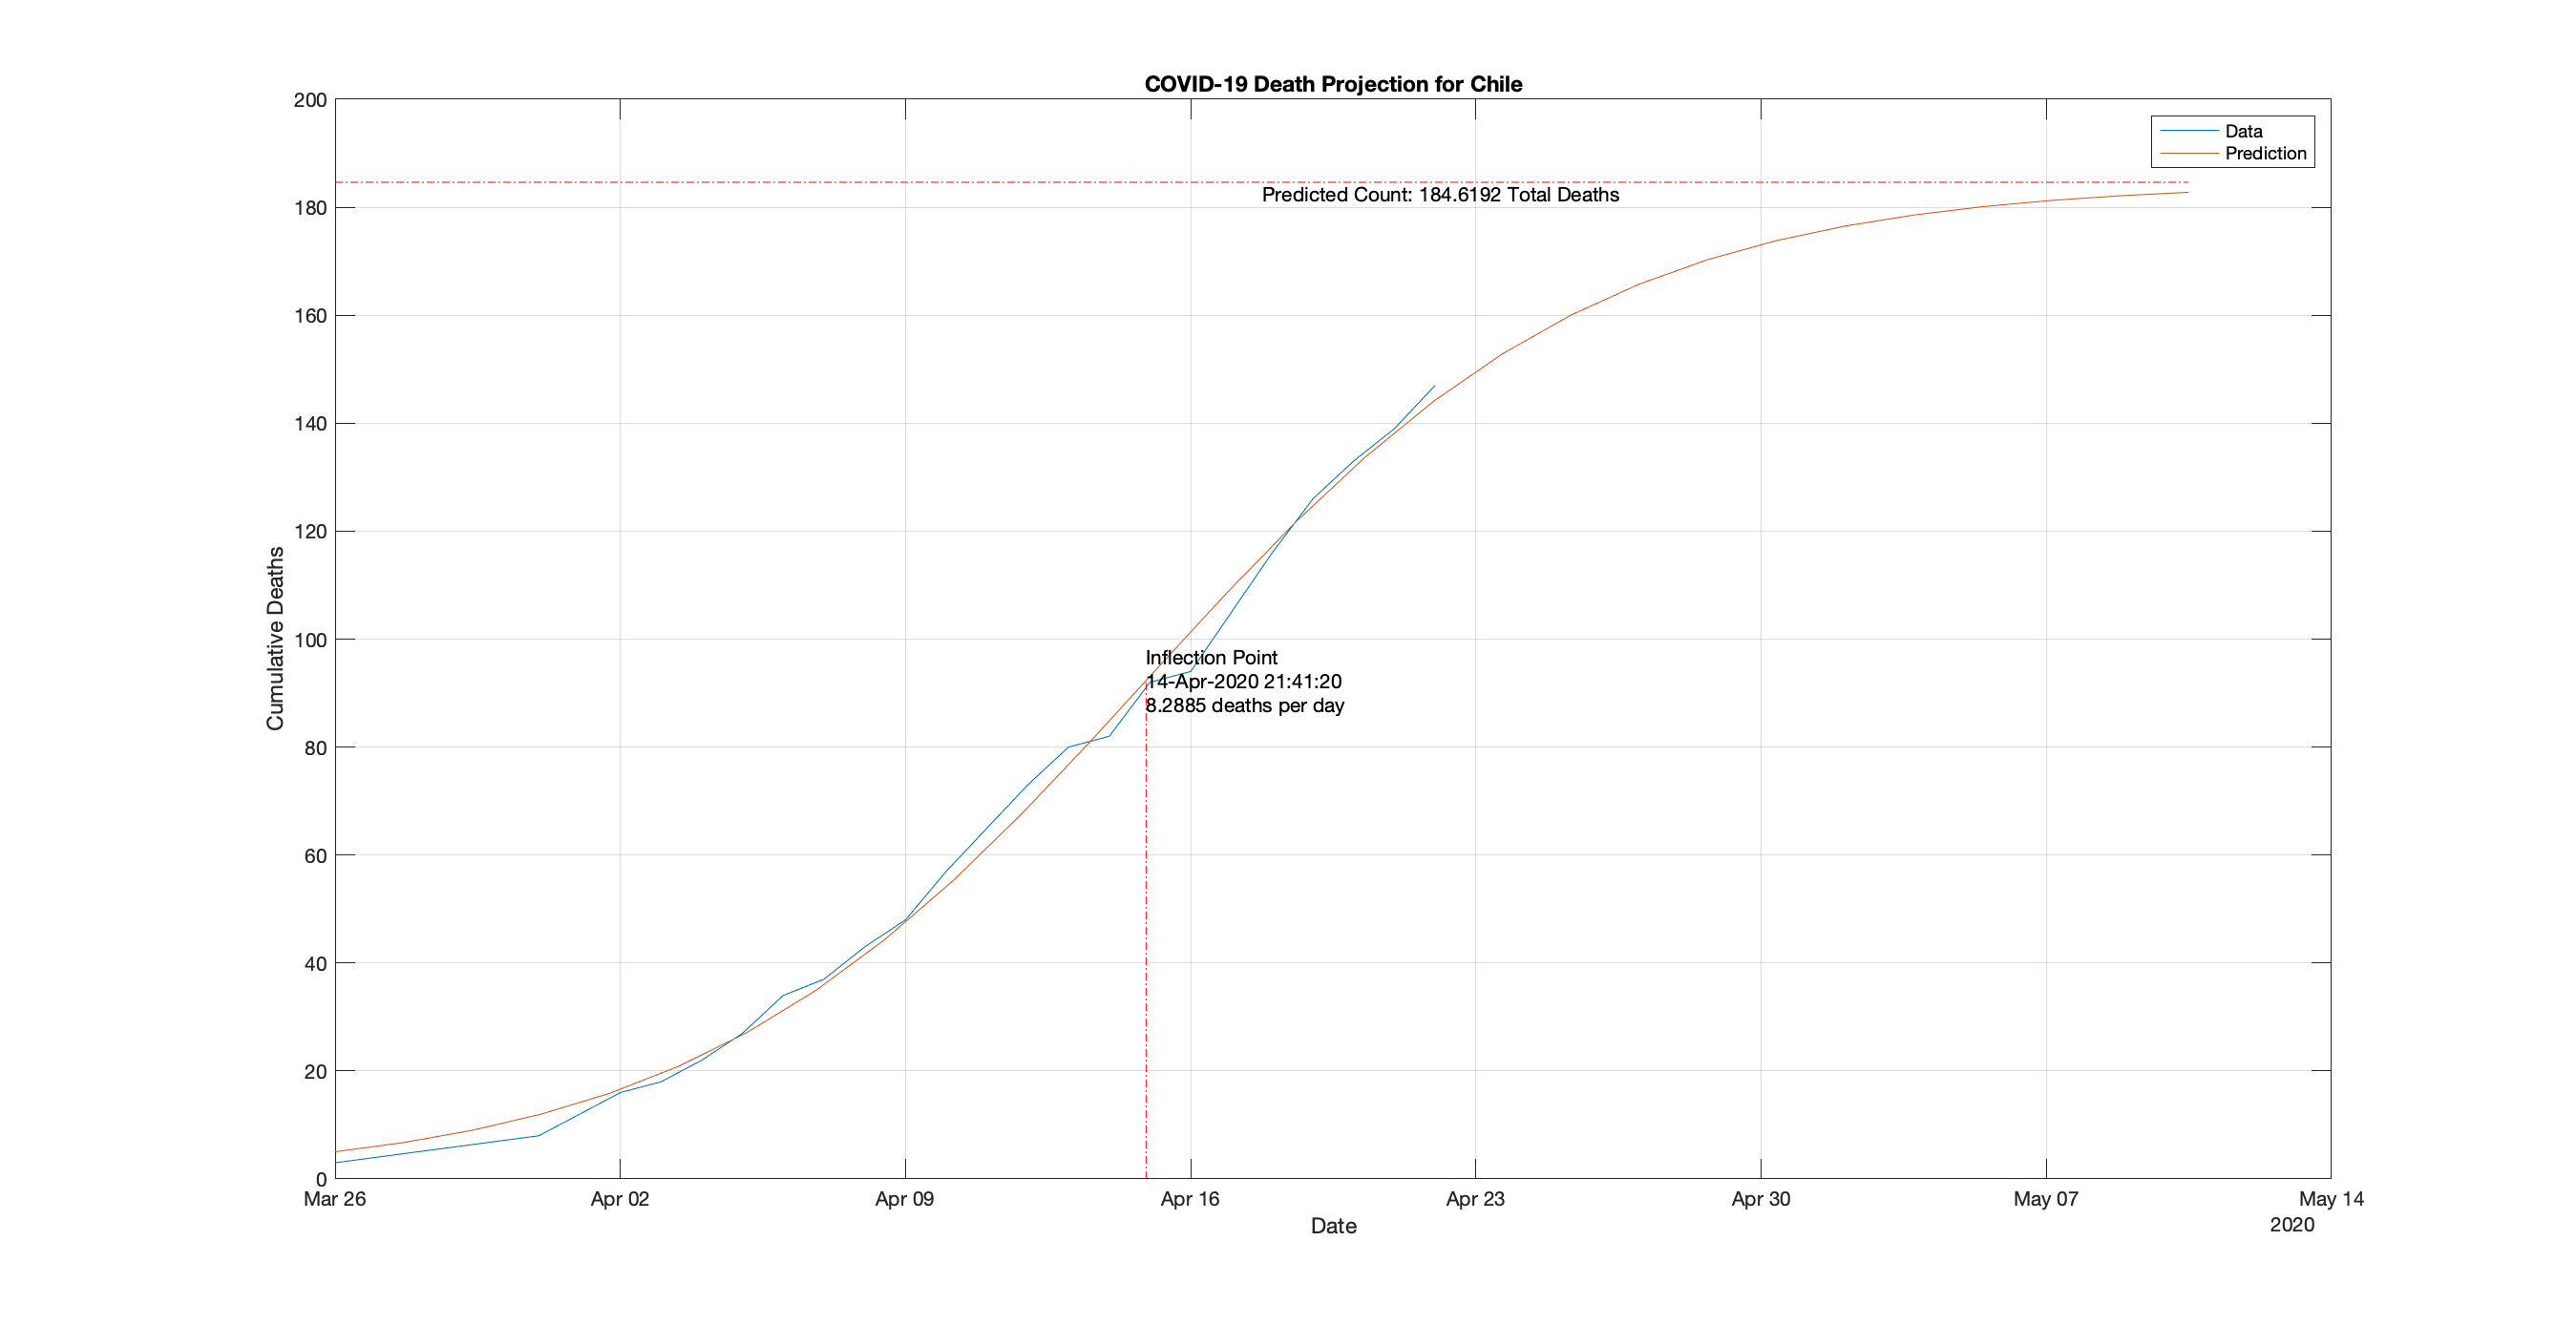 COVID-19 Death Projection for Chile
200
180
160
140
120
100
80
60
40
20
0
Cumulative Deaths
Data
Prediction
Predicted Count: 184.6192 Total Deaths
Inflection Point
14-Apr-2020 21:41:20
8.2885 deaths per day
Mar 26 Apr 02 Apr 09 Apr 16 Apr 23 Apr 30 May 07 May 14
2020
Date